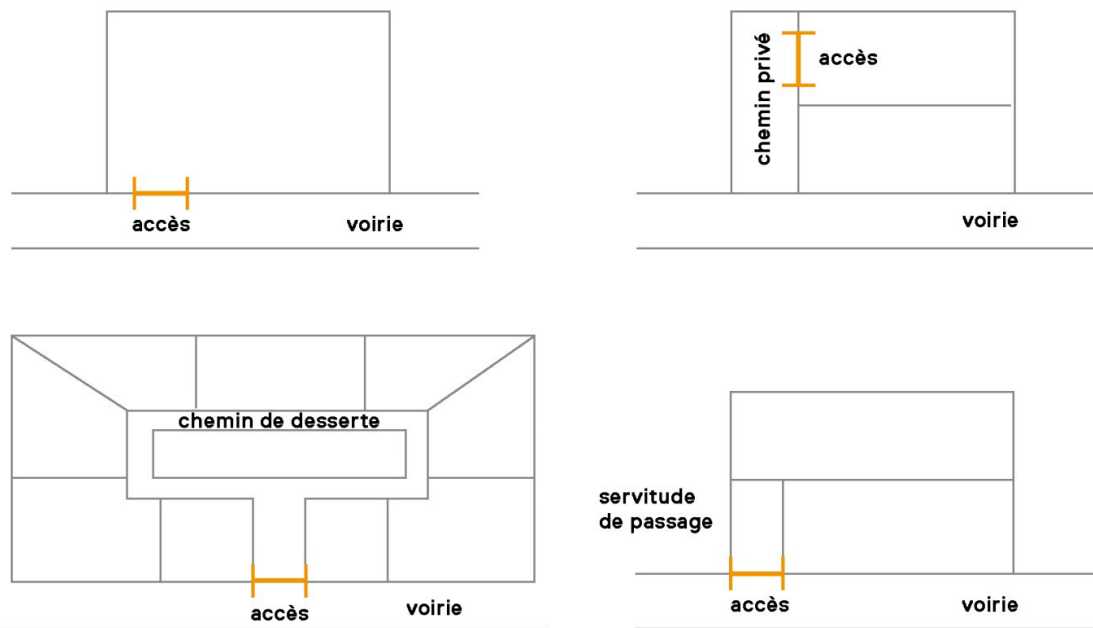 accès
voirie
chemin privé
accès
voirie
chemin de desserte
accès
voirie
servitude
de passage
accès
voirie